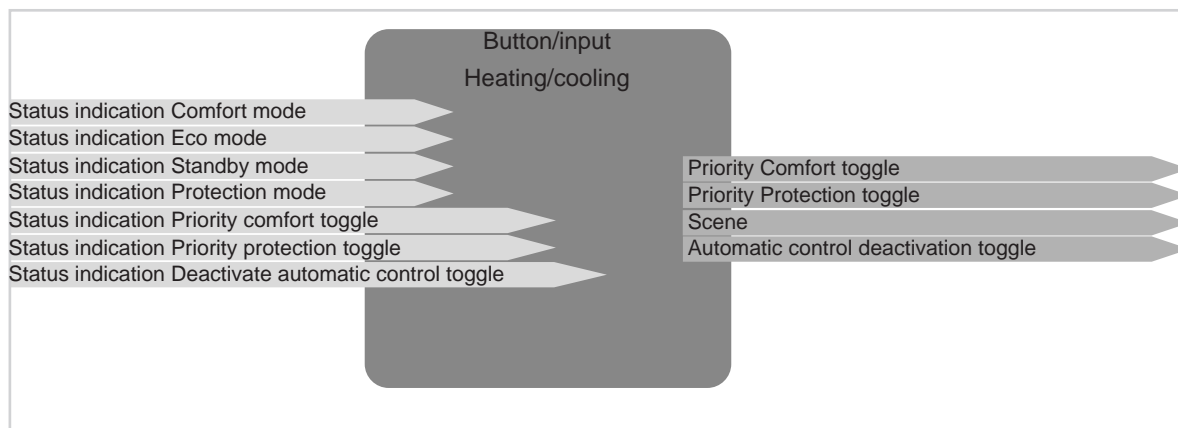 Button/input
Heating/cooling
Status indication Comfort mode
Status indication Eco mode
Status indication Standby mode
Status indication Protection mode
Status indication Priority comfort toggle
Status indication Priority protection toggle
Status indication Deactivate automatic control toggle
Priority Comfort toggle
Priority Protection toggle
Scene
Automatic control deactivation toggle